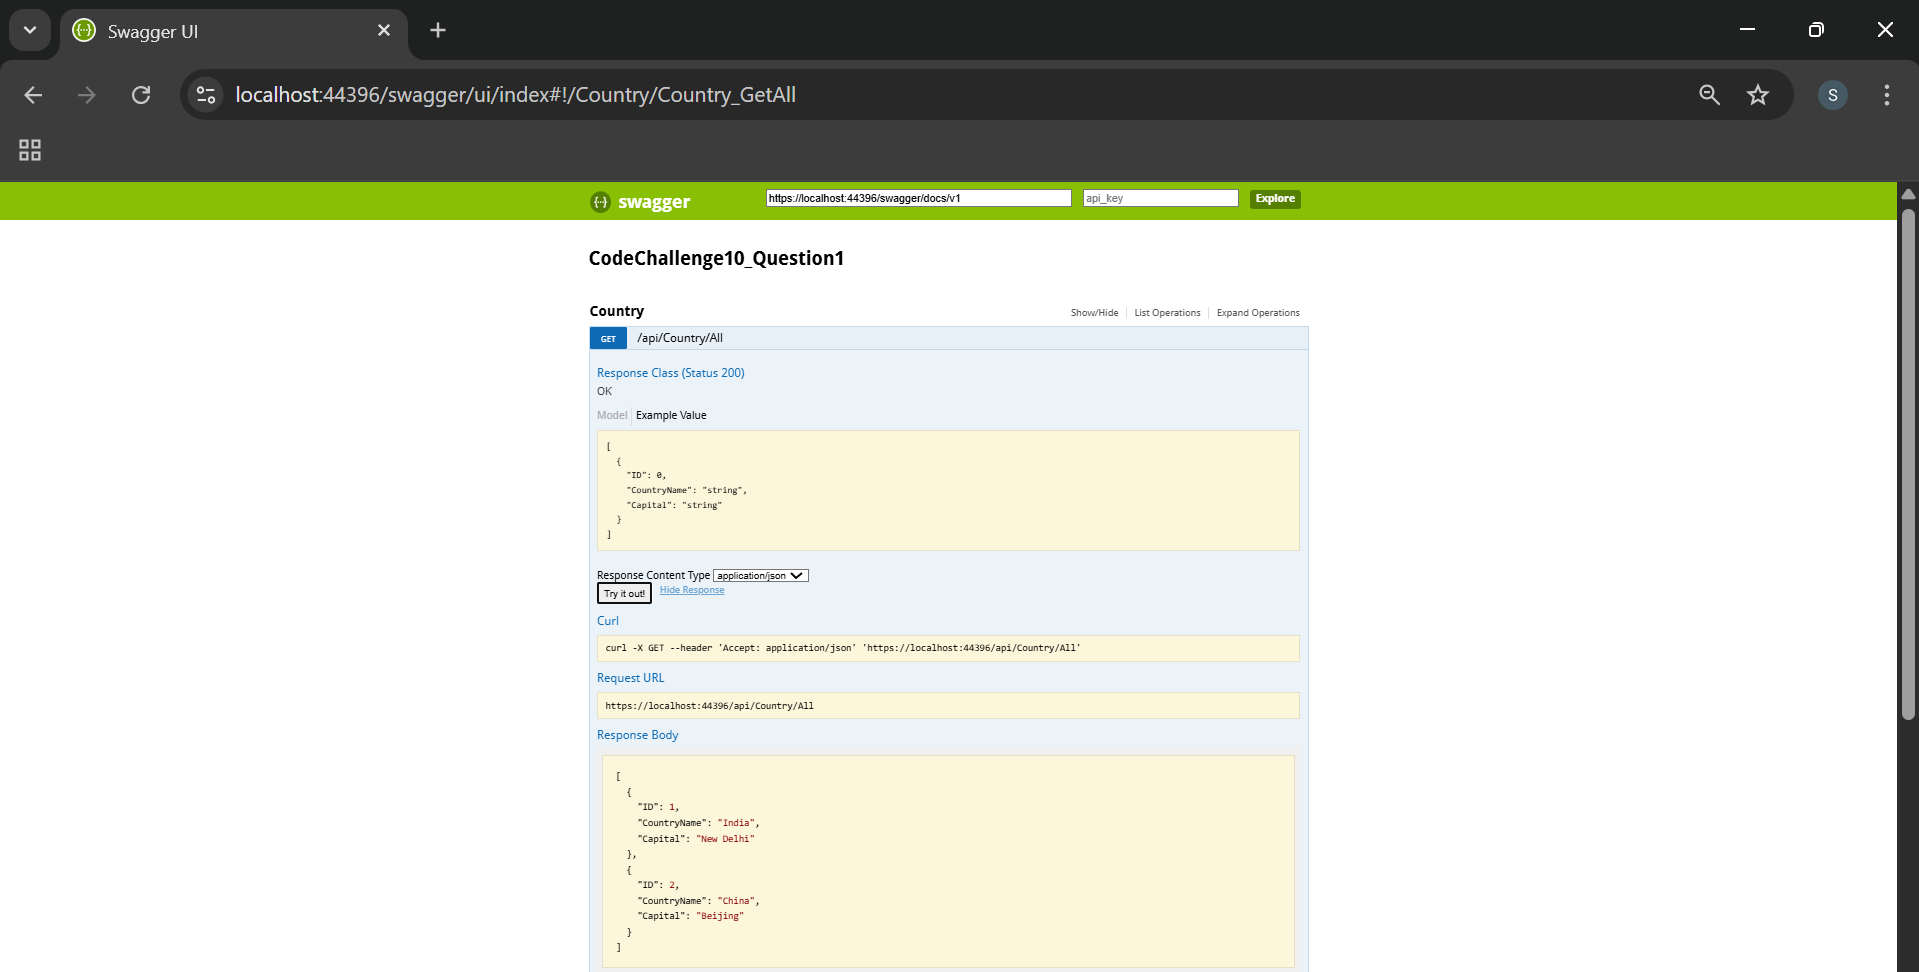 Swagger UI
localhost:44396/swagger/ui/index#!/Country/Country_GetAll
S
swagger
https://localhost:44396/swagger/docs/v1
api_key
Explore
CodeChallenge10_Question1
Country
Show/Hide
List Operations
Expand Operations
GET /api/Country/All
Response Class (Status 200)
OK
Model Example Value
[
  {
    "ID": 0,
    "CountryName": "string",
    "Capital": "string"
  }
]
Response Content Type application/json
Try it out! Hide Response
Curl
curl -X GET --header 'Accept: application/json' 'https://localhost:44396/api/Country/All'
Request URL
https://localhost:44396/api/Country/All
Response Body
[
  {
    "ID": 1,
    "CountryName": "India",
    "Capital": "New Delhi"
  },
  {
    "ID": 2,
    "CountryName": "China",
    "Capital": "Beijing"
  }
]